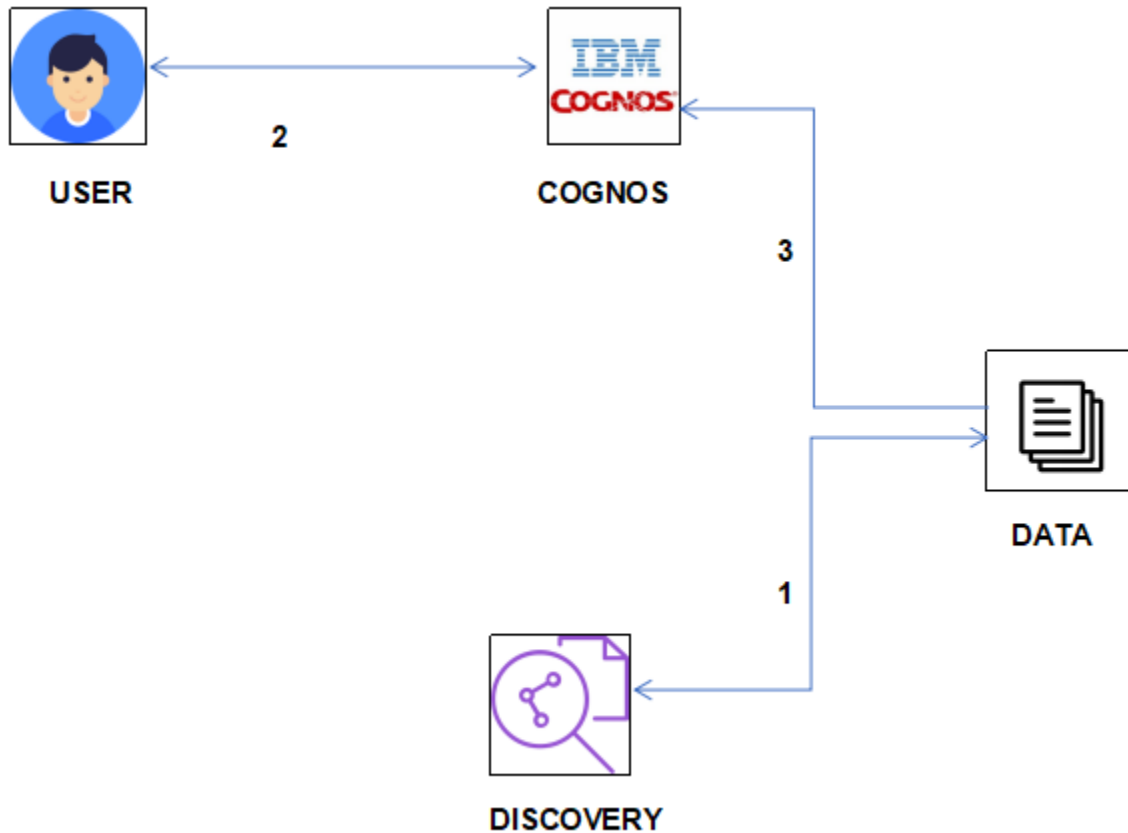 IBM
COGNOS
2
USER
COGNOS
3
DATA
1
DISCOVERY